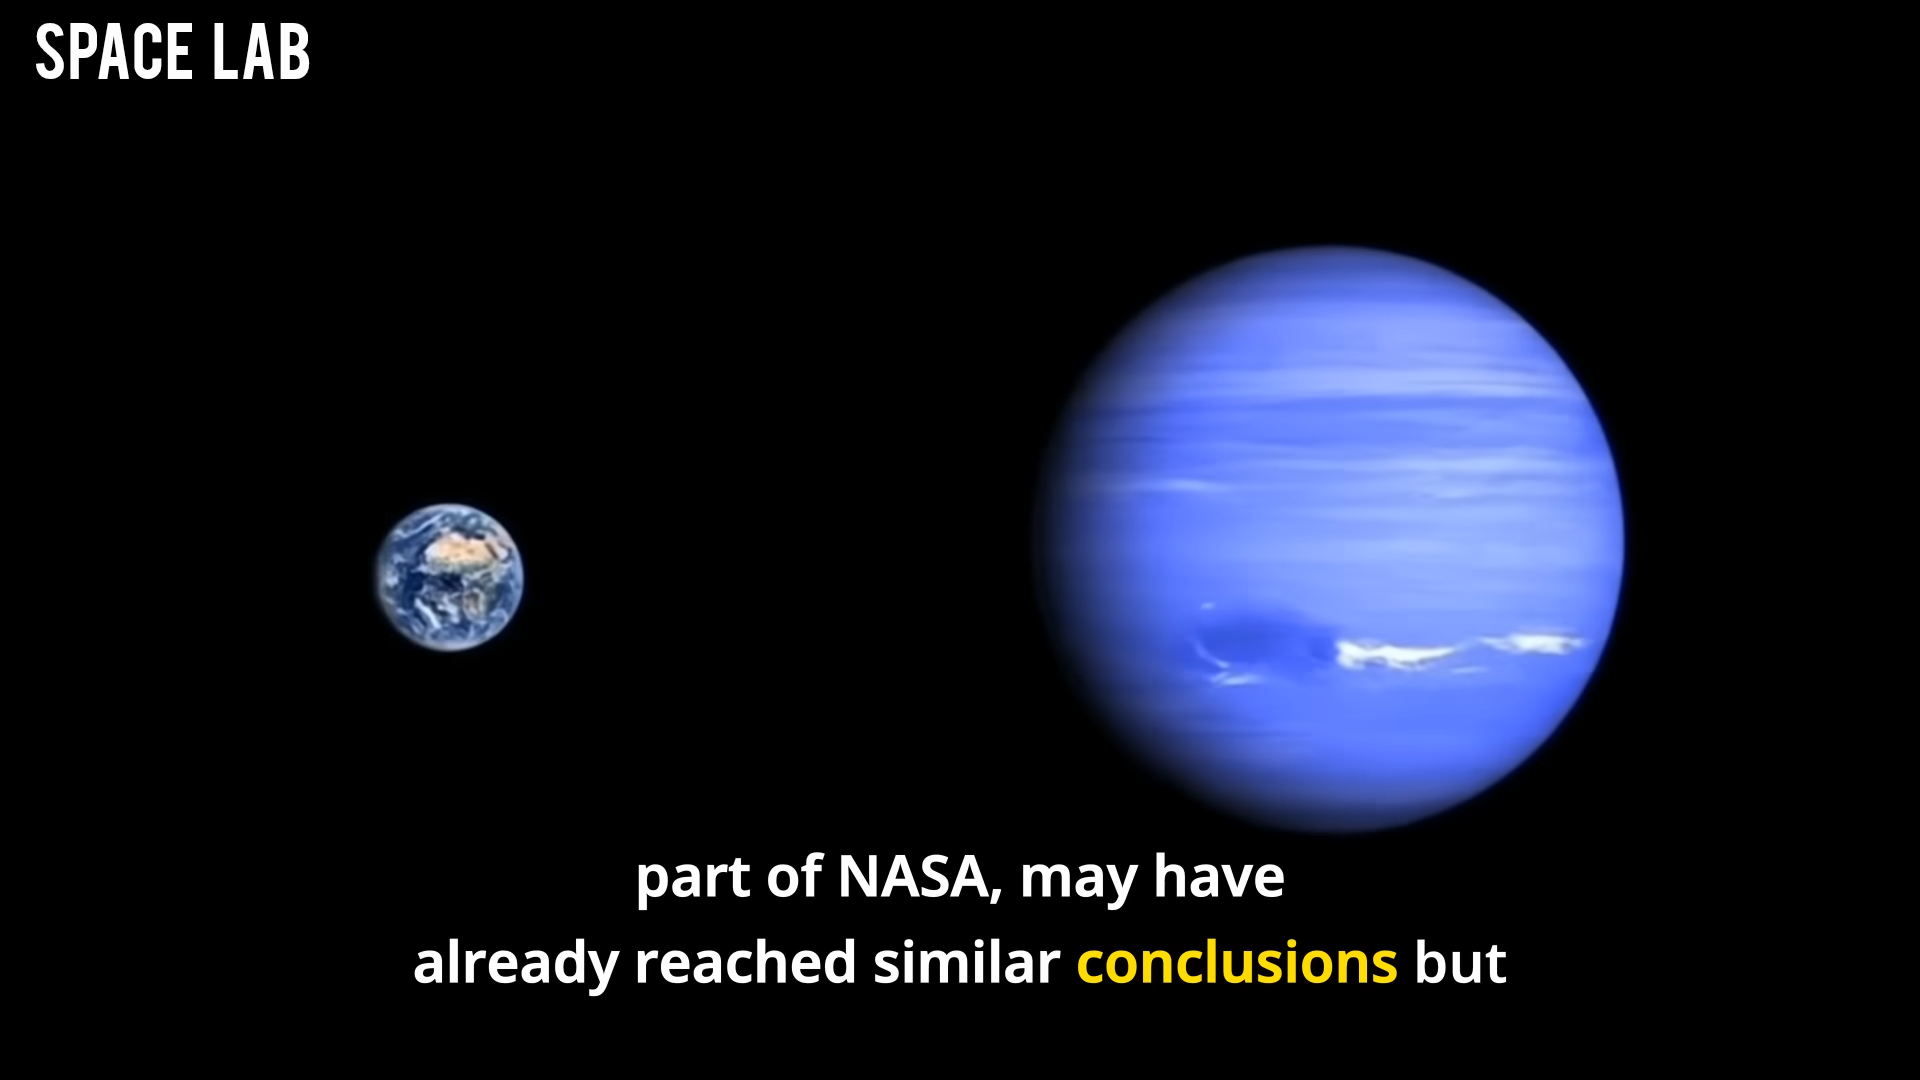 SPACE LAB
part of NASA, may have
already reached similar conclusions but